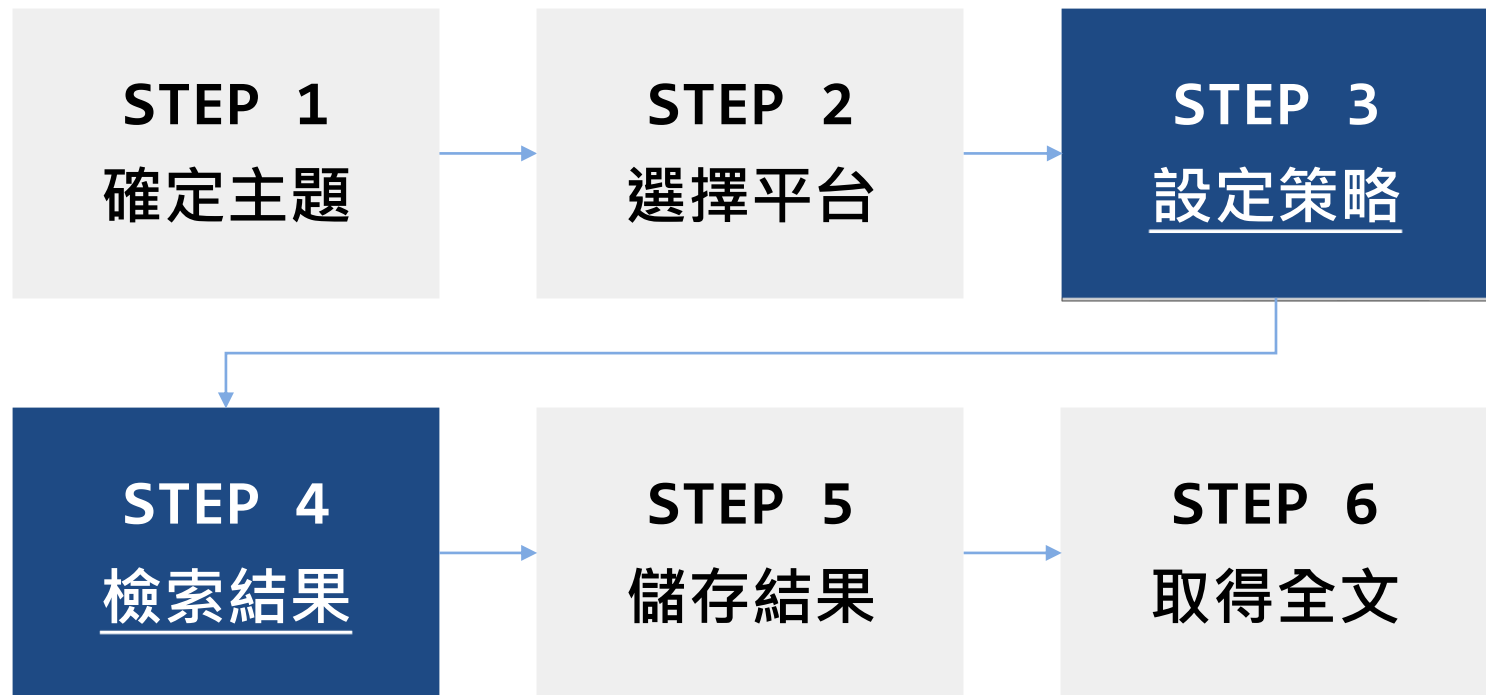 STEP 1
確定主題
STEP 2
選擇平台
STEP 3
設定策略
STEP 4
檢索結果
STEP 5
儲存結果
STEP 6
取得全文